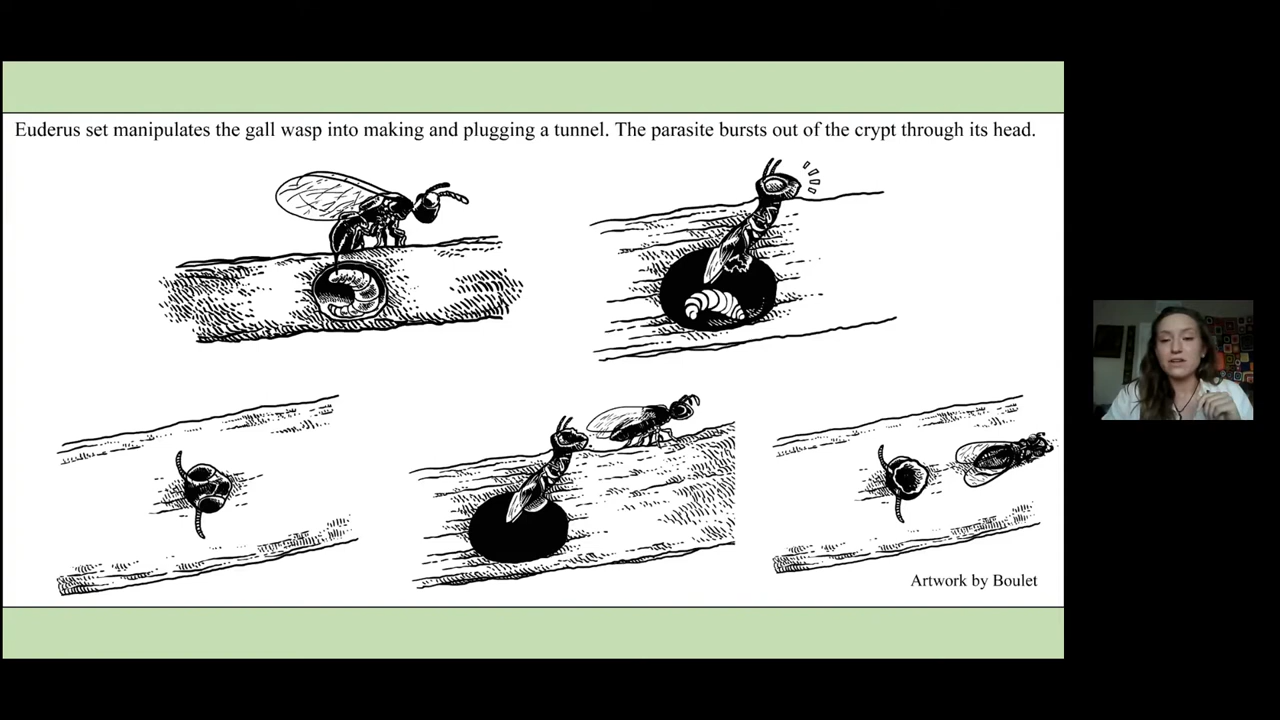 Euderus set manipulates the gall wasp into making and plugging a tunnel. The parasite bursts out of the crypt through its head.
Artwork by Boulet